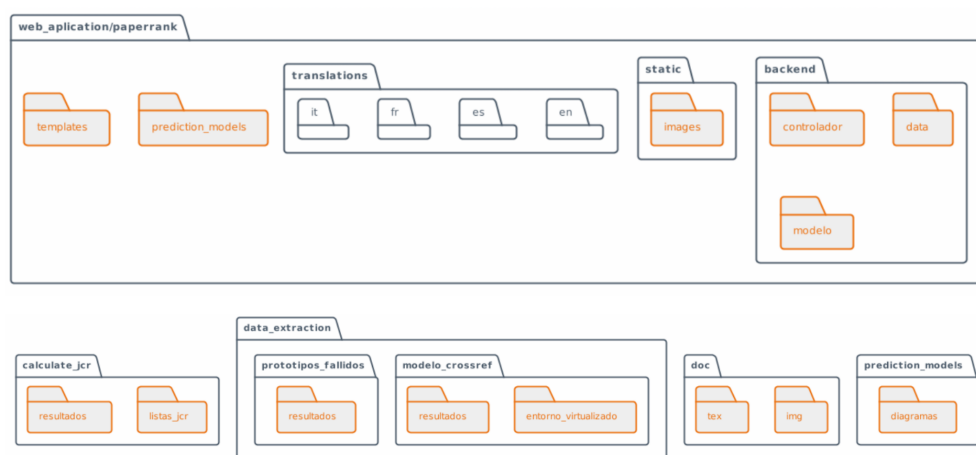 web_aplication/paperrank
templates
prediction_models
translations
it
fr
es
en
static
images
backend
controlador
data
modelo
calculate_jcr
resultados
listas_jcr
data_extraction
prototipos_fallidos
resultados
modelo_crossref
resultados
entorno_virtualizado
doc
tex
img
prediction_models
diagramas